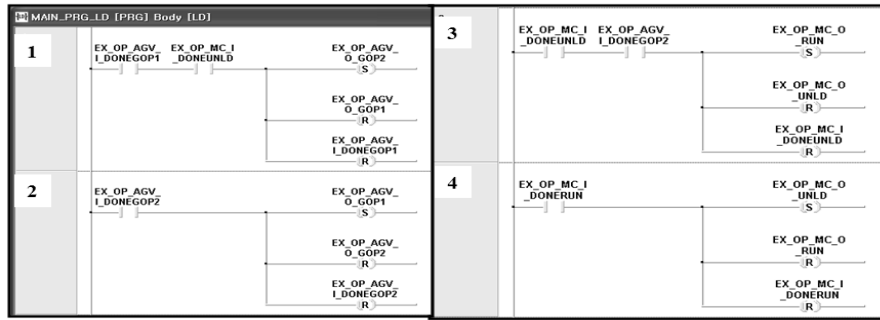 MAIN_PRG_LD [PRG] Body [LD]
1
EX_OP_AGV_ EX_OP_MC_I EX_OP_AGV_
I_DONEGOP1 _DONEUNLD O_GOP2
S
EX_OP_AGV_
O_GOP1
R
EX_OP_AGV_
I_DONEGOP1
R
2
EX_OP_AGV_ EX_OP_AGV_
I_DONEGOP2 O_GOP1
S
EX_OP_AGV_
O_GOP2
R
EX_OP_AGV_
I_DONEGOP2
R
3
EX_OP_MC_I EX_OP_AGV_ EX_OP_MC_O
_DONEUNLD I_DONEGOP2 _RUN
S
EX_OP_MC_O
_UNLD
R
EX_OP_MC_I
_DONEUNLD
R
4
EX_OP_MC_I EX_OP_MC_O
_DONERUN _UNLD
S
EX_OP_MC_O
_RUN
R
EX_OP_MC_I
_DONERUN
R